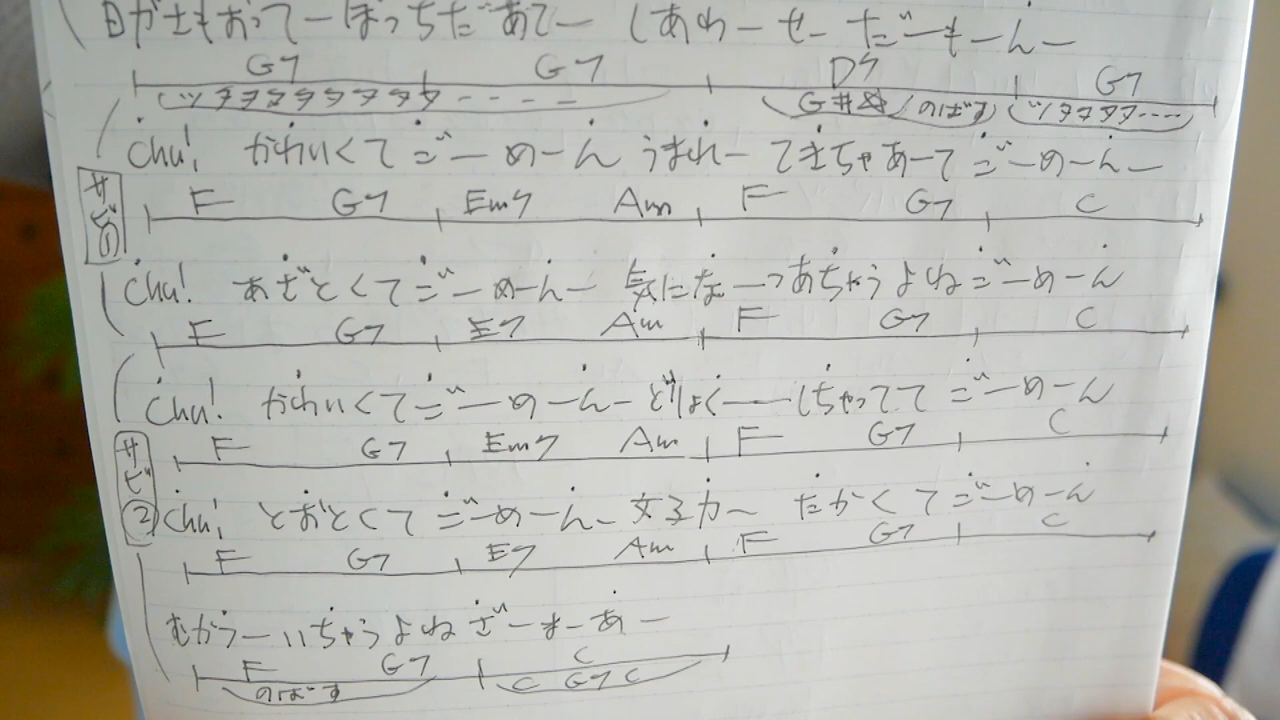 目が士もおってーぼっちだあてー しあわーせーだーもーんー
G7 G7 D7 G7
ジャタタタタタタタタ - - - - G# のばす ジャタタタタ----
chu! かわいくてごーめーん うまれーてきちゃあーてごーめーんー
サビ① F G7 Em7 Am F G7 C
chu! あざとくてごーめーんー 気になーっあちゃうよねごーめーん
F G7 E7 Am F G7 C
chu! かわいくてごーめーんーどりょくーーしちゃってて ごーめーん
サビ② F G7 Em7 Am F G7 C
chu! とおとくてごーめーんー女子力〜 たかくてごーめーん
F G7 E7 Am F G7 C
むかうーいちゃうよねざーまーあー
F G7 C
のばす C G7 C